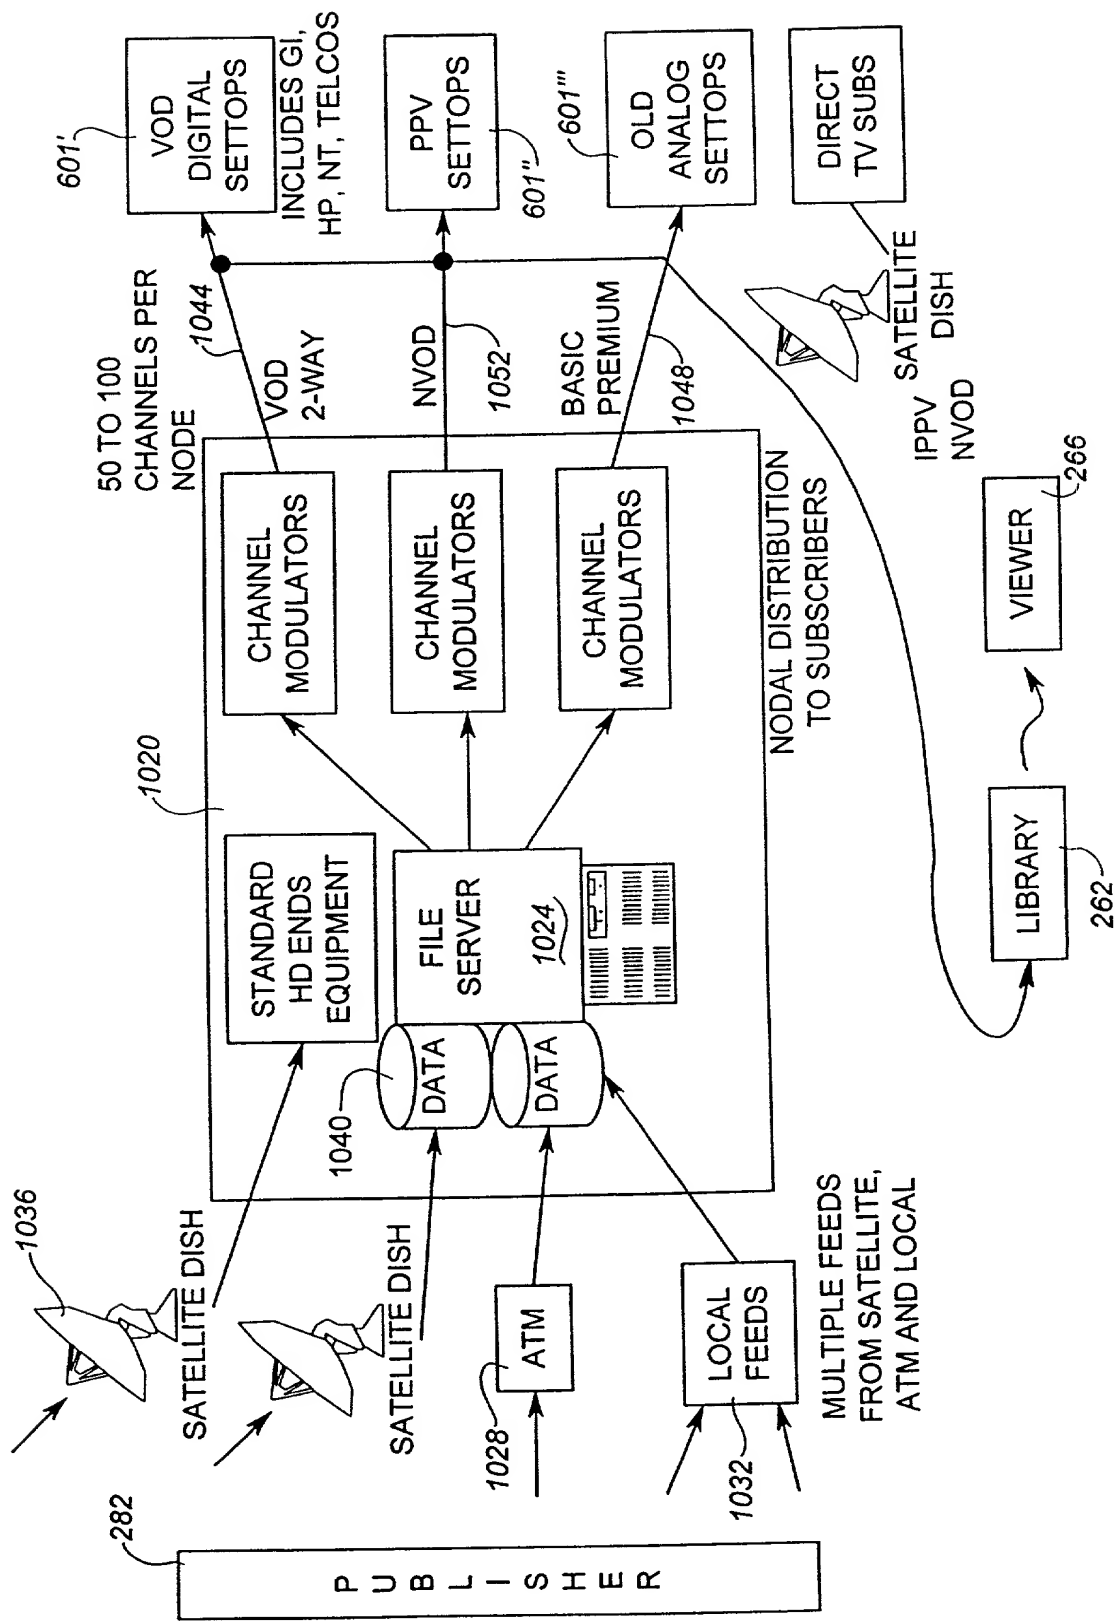 282
PUBLISHER
1036
SATELLITE DISH
SATELLITE DISH
1028
ATM
1032
LOCAL
FEEDS
MULTIPLE FEEDS
FROM SATELLITE,
ATM AND LOCAL
1020
STANDARD
HD ENDS
EQUIPMENT
1040
DATA
DATA
FILE
SERVER
1024
CHANNEL
MODULATORS
CHANNEL
MODULATORS
CHANNEL
MODULATORS
NODAL DISTRIBUTION
TO SUBSCRIBERS
50 TO 100
CHANNELS PER
NODE
1044
VOD
2-WAY
NVOD
1052
BASIC
PREMIUM
1048
601'
VOD
DIGITAL
SETTOPS
INCLUDES GI,
HP, NT, TELCOS
PPV
SETTOPS
601"
601'"
OLD
ANALOG
SETTOPS
DIRECT
TV SUBS
SATELLITE
DISH
IPPV
NVOD
LIBRARY
262
VIEWER
266